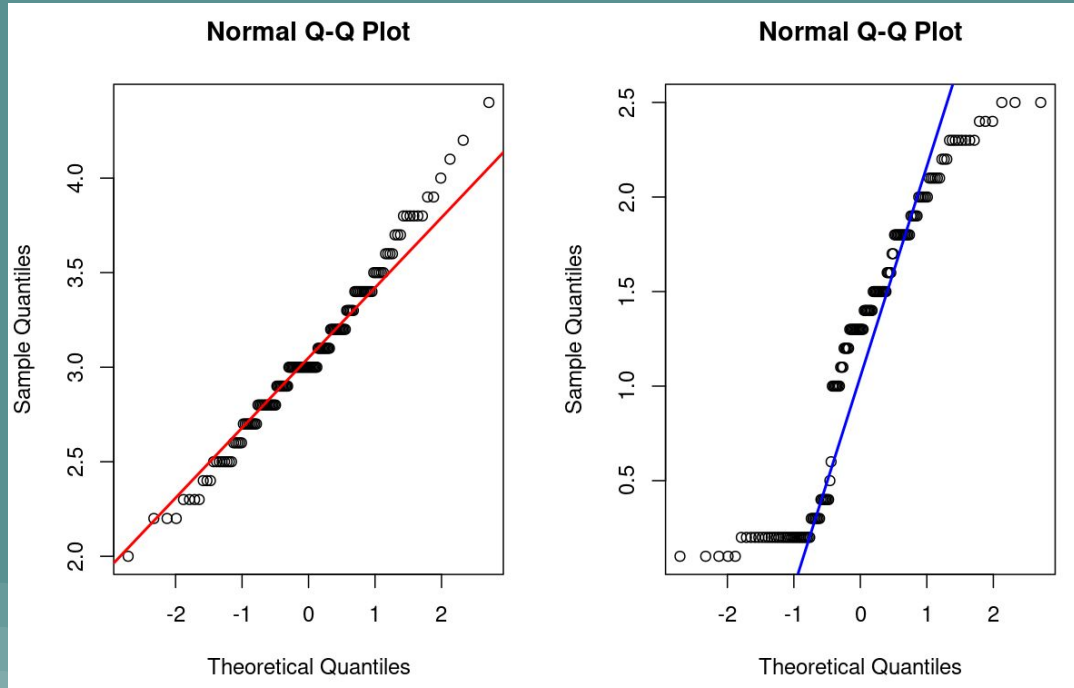 Normal Q-Q Plot
4.0
3.5
3.0
2.5
2.0
Sample Quantiles
-2 -1 0 1 2
Theoretical Quantiles
Normal Q-Q Plot
2.5
2.0
1.5
1.0
0.5
Sample Quantiles
-2 -1 0 1 2
Theoretical Quantiles